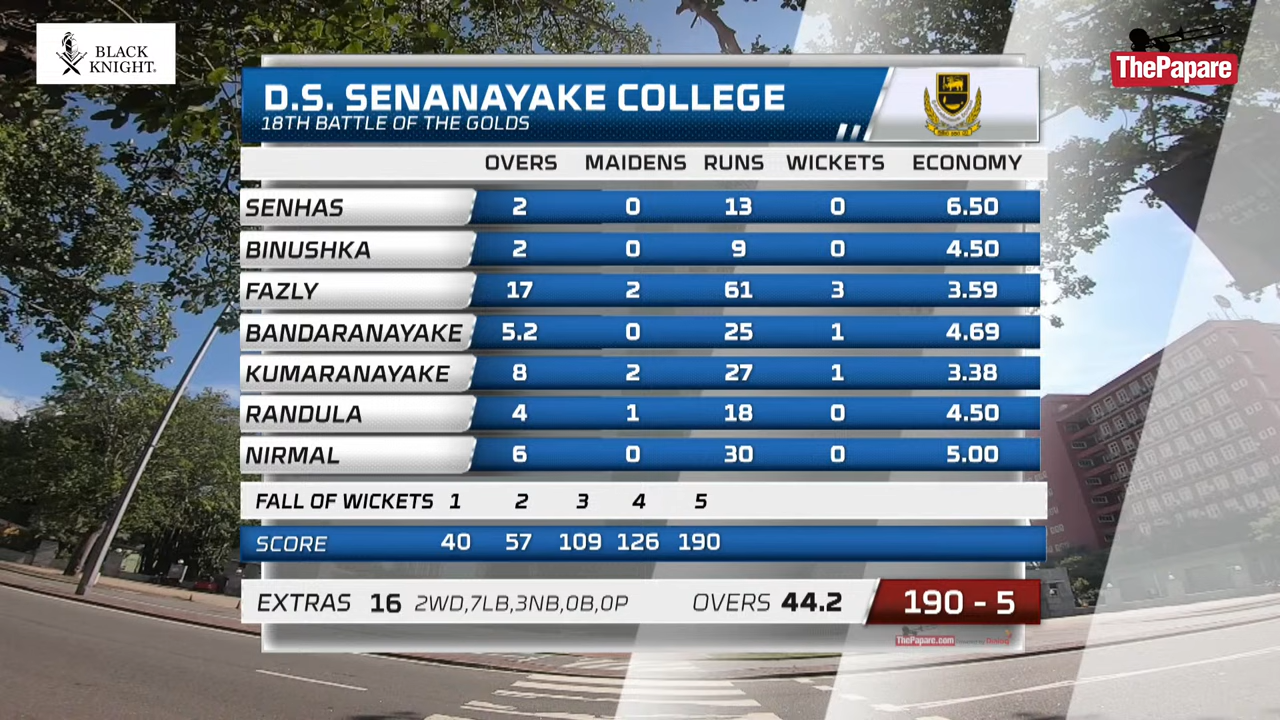 BLACK
KNIGHT®
ThePapare
D.S. SENANAYAKE COLLEGE
18TH BATTLE OF THE GOLDS
OVERS MAIDENS RUNS WICKETS ECONOMY
SENHAS 2 0 13 0 6.50
BINUSHKA 2 0 9 0 4.50
FAZLY 17 2 61 3 3.59
BANDARANAYAKE 5.2 0 25 1 4.69
KUMARANAYAKE 8 2 27 1 3.38
RANDULA 4 1 18 0 4.50
NIRMAL 6 0 30 0 5.00
FALL OF WICKETS 1 2 3 4 5
SCORE 40 57 109 126 190
EXTRAS 16 2WD,7LB,3NB,0B,0P OVERS 44.2 190 - 5
ThePapare.com